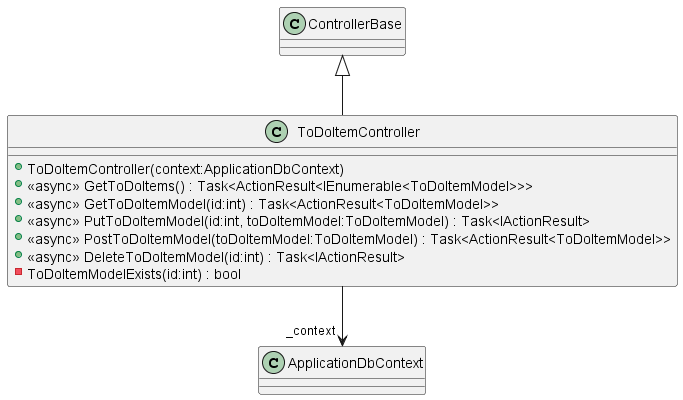 C ControllerBase
C ToDoItemController
ToDoItemController(context:ApplicationDbContext)
«async» GetToDoItems() : Task<ActionResult<IEnumerable<ToDoItemModel>>>
«async» GetToDoItemModel(id:int) : Task<ActionResult<ToDoItemModel>>
«async» PutToDoItemModel(id:int, toDoItemModel:ToDoItemModel) : Task<IActionResult>
«async» PostToDoItemModel(toDoItemModel:ToDoItemModel) : Task<ActionResult<ToDoItemModel>>
«async» DeleteToDoItemModel(id:int) : Task<IActionResult>
ToDoItemModelExists(id:int) : bool
_context
C ApplicationDbContext